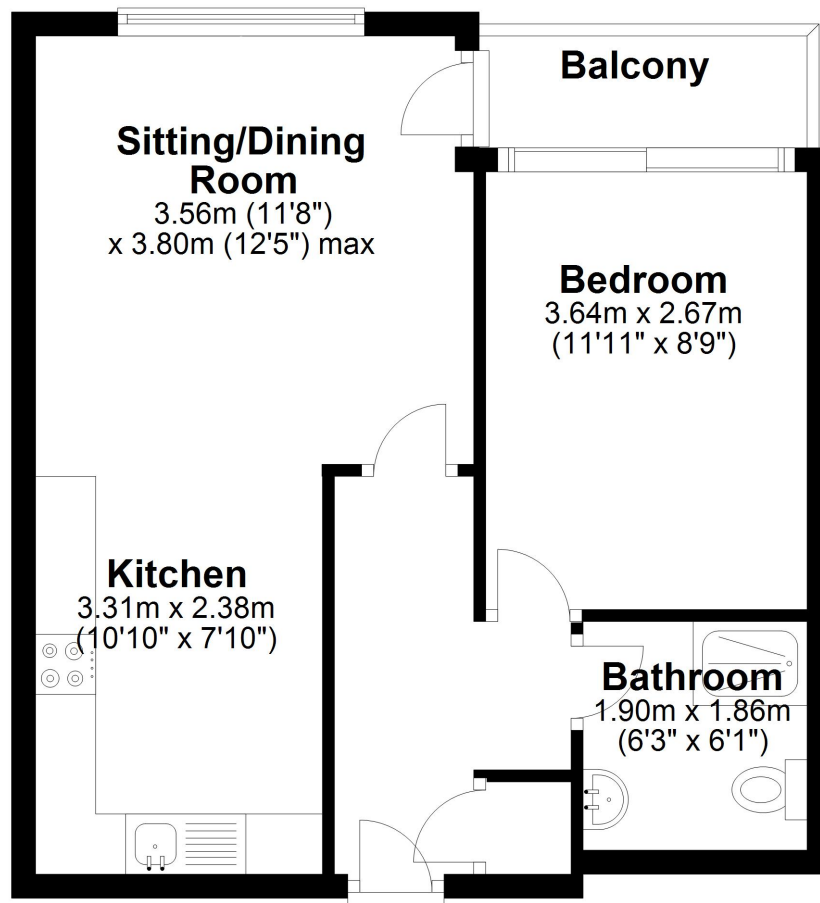 Balcony
Sitting/Dining
Room
3.56m (11'8")
x 3.80m (12'5") max
Bedroom
3.64m x 2.67m
(11'11" x 8'9")
Kitchen
3.31m x 2.38m
(10'10" x 7'10")
Bathroom
1.90m x 1.86m
(6'3" x 6'1")